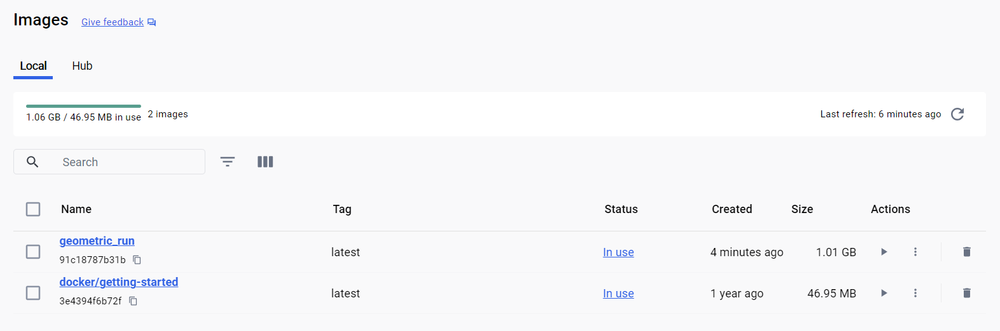 Images Give feedback
Local Hub
1.06 GB / 46.95 MB in use 2 images Last refresh: 6 minutes ago
Search
Name Tag Status Created Size Actions
geometric_run
91c18787b31b
latest In use 4 minutes ago 1.01 GB
docker/getting-started
3e4394f6b72f
latest In use 1 year ago 46.95 MB